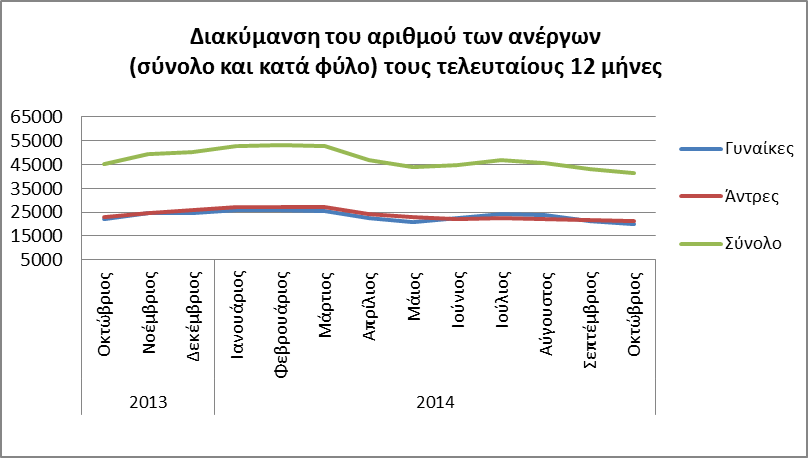 Διακύμανση του αριθμού των ανέργων
(σύνολο και κατά φύλο) τους τελευταίους 12 μήνες
65000
55000
45000
35000
25000
15000
5000
Οκτώβριος
Νοέμβριος
Δεκέμβριος
Ιανουάριος
Φεβρουάριος
Μάρτιος
Απρίλιος
Μάιος
Ιούνιος
Ιούλιος
Αύγουστος
Σεπτέμβριος
Οκτώβριος
2013
2014
Γυναίκες
Άντρες
Σύνολο